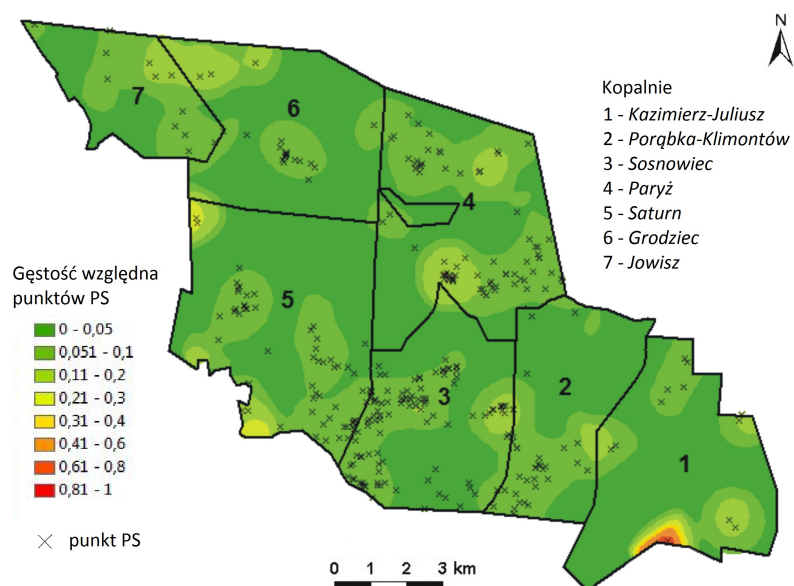 N
Kopalnie
1 - Kazimierz-Juliusz
2 - Porąbka-Klimontów
3 - Sosnowiec
4 - Paryż
5 - Saturn
6 - Grodziec
7 - Jowisz
7
6
4
5
3
2
1
Gęstość względna
punktów PS
0 - 0,05
0,051 - 0,1
0,11 - 0,2
0,21 - 0,3
0,31 - 0,4
0,41 - 0,6
0,61 - 0,8
0,81 - 1
punkt PS
0 1 2 3 km